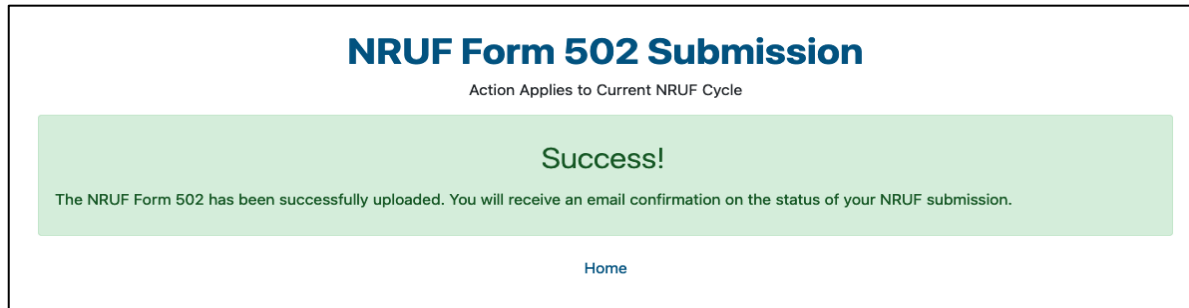 NRUF Form 502 Submission
Action Applies to Current NRUF Cycle
Success!
The NRUF Form 502 has been successfully uploaded. You will receive an email confirmation on the status of your NRUF submission.
Home